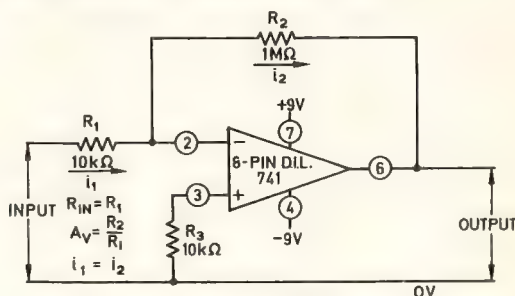 R2
1MΩ
i2
+9V
R1
10kΩ
i1
2
−
7
8-PIN D.I.L.
741
6
3
+
4
−9V
INPUT
RIN = R1
AV = R2
R1
i1 = i2
R3
10kΩ
OUTPUT
0V